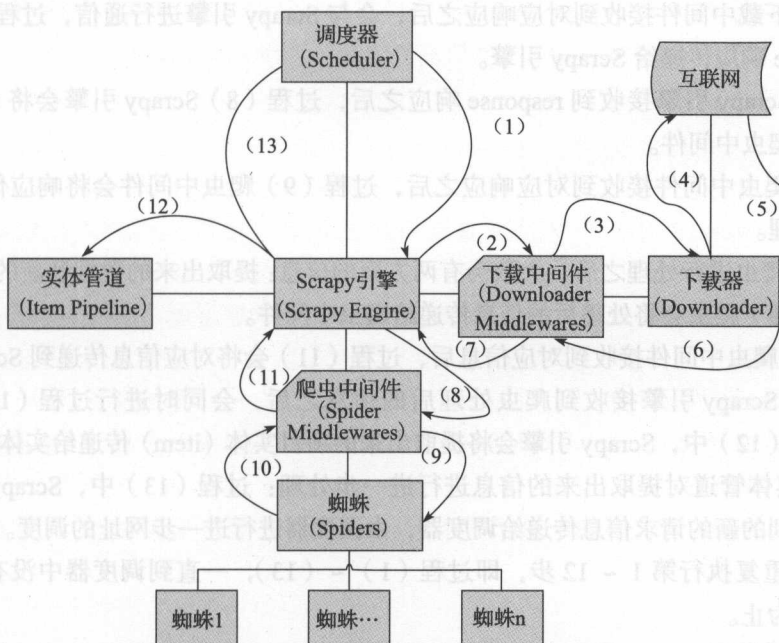 调度器
(Scheduler)
互联网
(1)
(13)
(4)
(5)
(12)
(2)
(3)
实体管道
(Item Pipeline)
Scrapy引擎
(Scrapy Engine)
下载中间件
(Downloader
Middlewares)
下载器
(Downloader)
(7)
(6)
(11)
爬虫中间件
(Spider
Middlewares)
(8)
(10)
(9)
蜘蛛
(Spiders)
蜘蛛1
蜘蛛…
蜘蛛n